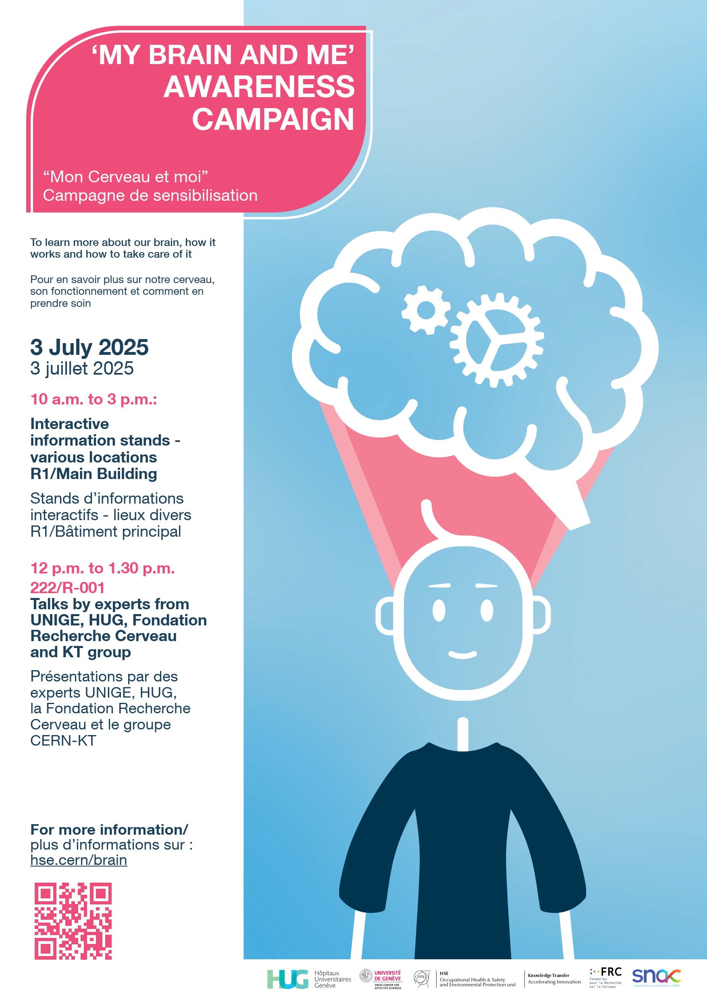 ‘MY BRAIN AND ME’
AWARENESS
CAMPAIGN
“Mon Cerveau et moi”
Campagne de sensibilisation
To learn more about our brain, how it
works and how to take care of it
Pour en savoir plus sur notre cerveau,
son fonctionnement et comment en
prendre soin
3 July 2025
3 juillet 2025
10 a.m. to 3 p.m.:
Interactive
information stands -
various locations
R1/Main Building
Stands d’informations
interactifs - lieux divers
R1/Bâtiment principal
12 p.m. to 1.30 p.m.
222/R-001
Talks by experts from
UNIGE, HUG, Fondation
Recherche Cerveau
and KT group
Présentations par des
experts UNIGE, HUG,
la Fondation Recherche
Cerveau et le groupe
CERN-KT
For more information/
plus d’informations sur :
hse.cern/brain
HUG
Hôpitaux
Universitaires
Genève
UNIVERSITÉ
DE GENÈVE
SWISS CENTER FOR
AFFECTIVE SCIENCES
CERN
HSE
Occupational Health & Safety
and Environmental Protection unit
Knowledge Transfer
Accelerating Innovation
FRC
Fondation
pour la Recherche
sur le Cerveau
snac
supporting neurodiversity @ CERN